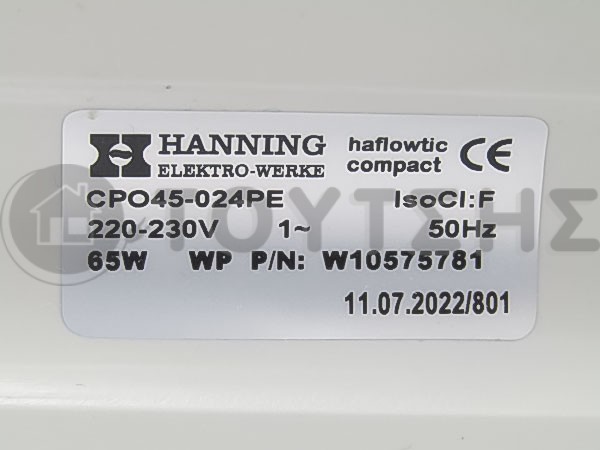 HANNING
ELEKTRO-WERKE
haflowtic
compact
CE
CPO45-024PE IsoCl:F
220-230V 1~ 50Hz
65W WP P/N: W10575781
11.07.2022/801
ΓΟΥΤΣΗΣ